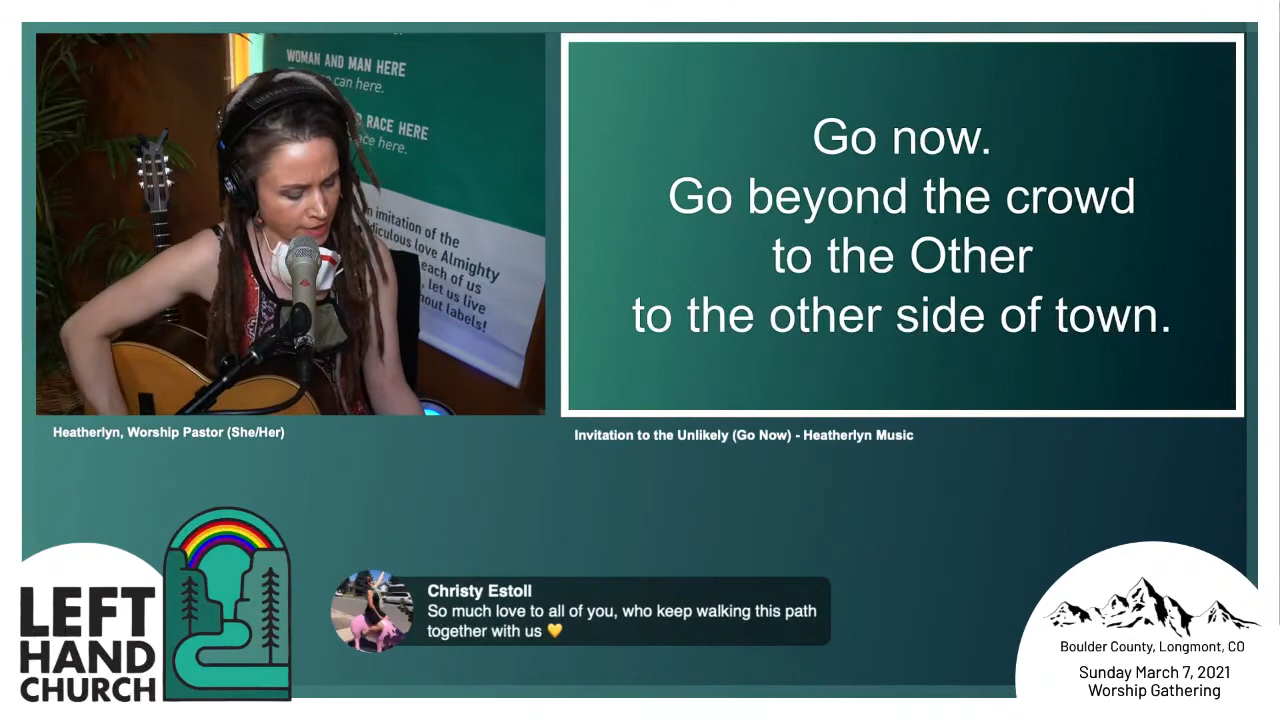 WOMAN AND MAN HERE
can here.
RACE HERE
here.
imitation of the
love Almighty
each of us
let us live
labels!
Go now.
Go beyond the crowd
to the Other
to the other side of town.
Heatherlyn, Worship Pastor (She/Her)
Invitation to the Unlikely (Go Now) - Heatherlyn Music
LEFT
HAND
CHURCH
Christy Estoll
So much love to all of you, who keep walking this path
together with us 💛
Boulder County, Longmont, CO
Sunday March 7, 2021
Worship Gathering